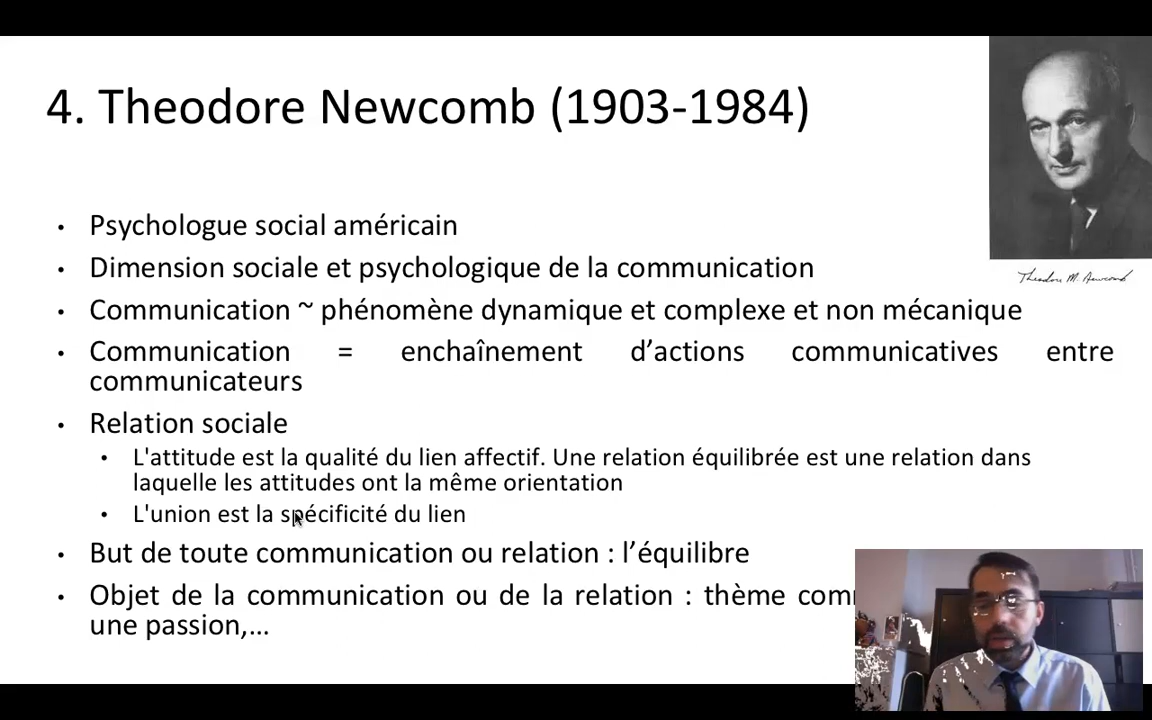 4. Theodore Newcomb (1903-1984)
Theodore M. Newcomb
• Psychologue social américain
• Dimension sociale et psychologique de la communication
• Communication ~ phénomène dynamique et complexe et non mécanique
• Communication = enchaînement d’actions communicatives entre
communicateurs
• Relation sociale
• L'attitude est la qualité du lien affectif. Une relation équilibrée est une relation dans
laquelle les attitudes ont la même orientation
• L'union est la spécificité du lien
• But de toute communication ou relation : l’équilibre
• Objet de la communication ou de la relation : thème
une passion,...